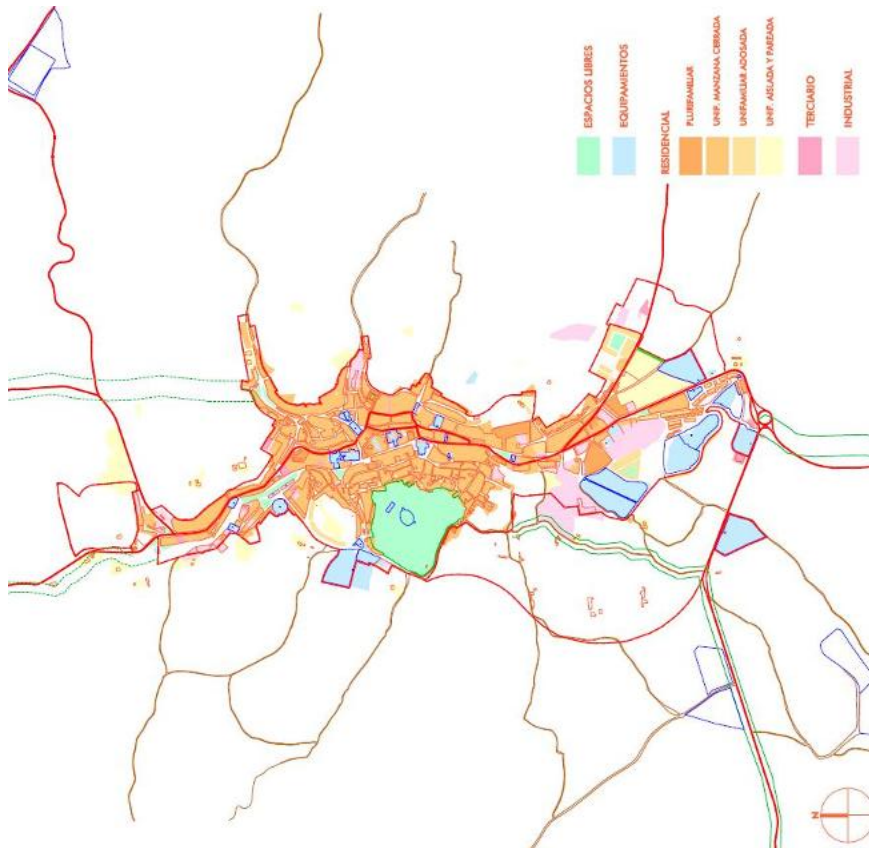 ESPACIOS LIBRES
EQUIPAMIENTOS
RESIDENCIAL
PLURIFAMILIAR
UNIF. MANZANA CERRADA
UNIFAMILIAR ADOSADA
UNIF. AISLADA Y PAREADA
TERCIARIO
INDUSTRIAL
N